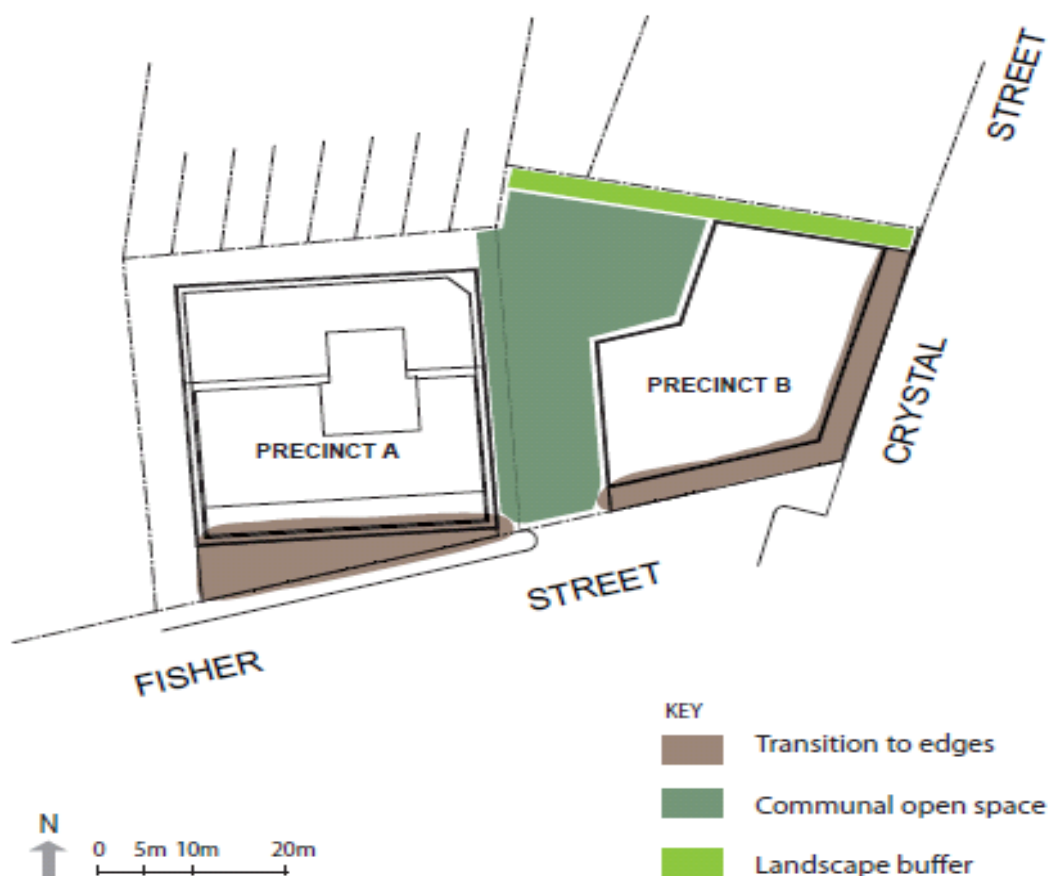 STREET
CRYSTAL
PRECINCT B
PRECINCT A
STREET
FISHER
KEY
Transition to edges
Communal open space
Landscape buffer
N
0 5m 10m 20m